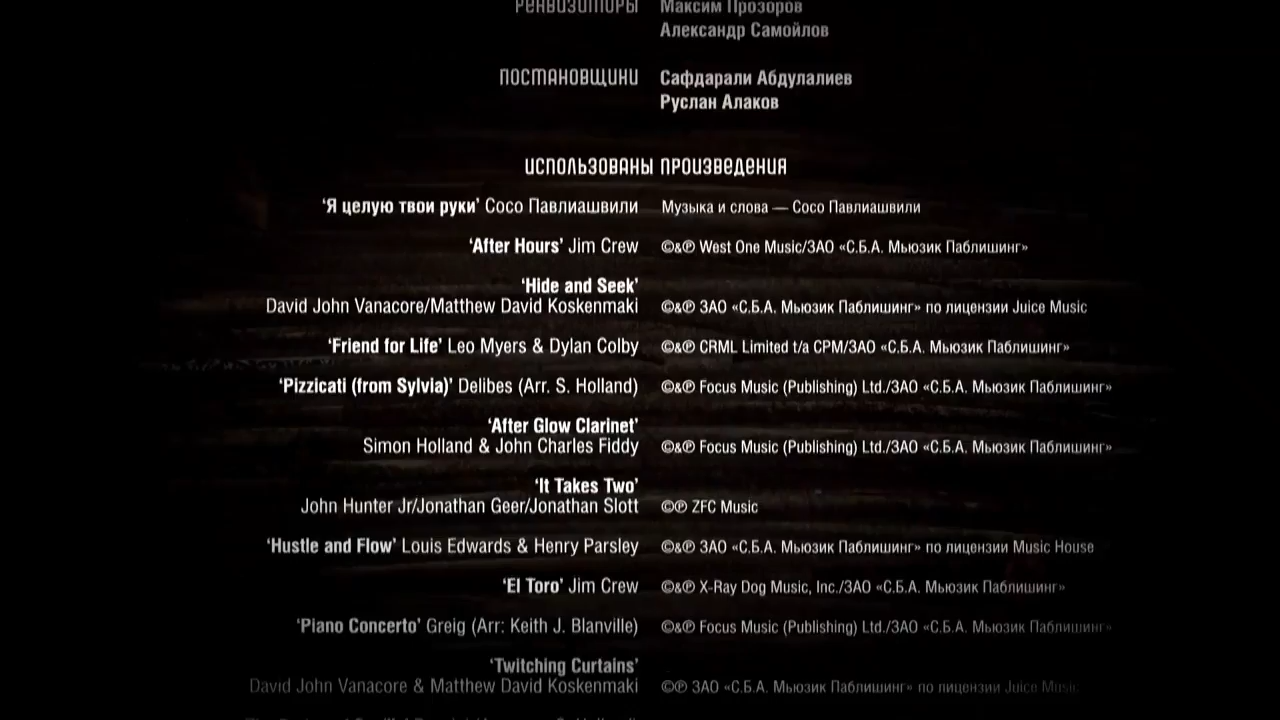 реквизиторы Максим Прозоров
Александр Самойлов
постановщики Сафдарали Абдулалиев
Руслан Алаков
использованы произведения
‘Я целую твои руки’ Сосо Павлиашвили Музыка и слова — Сосо Павлиашвили
‘After Hours’ Jim Crew ©&℗ West One Music/ЗАО «С.Б.А. Мьюзик Паблишинг»
‘Hide and Seek’
David John Vanacore/Matthew David Koskenmaki ©&℗ ЗАО «С.Б.А. Мьюзик Паблишинг» по лицензии Juice Music
‘Friend for Life’ Leo Myers & Dylan Colby ©&℗ CRML Limited t/a CPM/ЗАО «С.Б.А. Мьюзик Паблишинг»
‘Pizzicati (from Sylvia)’ Delibes (Arr. S. Holland) ©&℗ Focus Music (Publishing) Ltd./ЗАО «С.Б.А. Мьюзик Паблишинг»
‘After Glow Clarinet’
Simon Holland & John Charles Fiddy ©&℗ Focus Music (Publishing) Ltd./ЗАО «С.Б.А. Мьюзик Паблишинг»
‘It Takes Two’
John Hunter Jr/Jonathan Geer/Jonathan Slott ©℗ ZFC Music
‘Hustle and Flow’ Louis Edwards & Henry Parsley ©&℗ ЗАО «С.Б.А. Мьюзик Паблишинг» по лицензии Music House
‘El Toro’ Jim Crew ©&℗ X-Ray Dog Music, Inc./ЗАО «С.Б.А. Мьюзик Паблишинг»
‘Piano Concerto’ Greig (Arr: Keith J. Blanville) ©&℗ Focus Music (Publishing) Ltd./ЗАО «С.Б.А. Мьюзик Паблишинг»
‘Twitching Curtains’
David John Vanacore & Matthew David Koskenmaki ©℗ ЗАО «С.Б.А. Мьюзик Паблишинг» по лицензии Juice Music